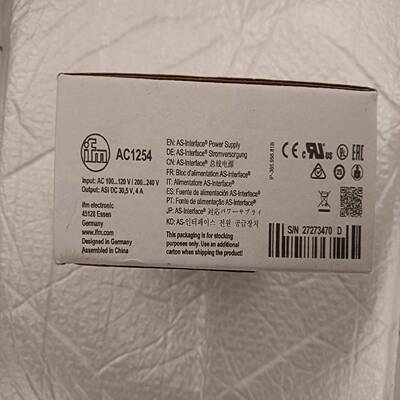 ifm
AC1254
Input: AC 100...120 V / 200...240 V
Output: ASi DC 30,5 V, 4 A
ifm electronic
45128 Essen
Germany
www.ifm.com
Designed in Germany
Assembled in China
EN: AS-Interface® Power Supply
DE: AS-Interface® Stromversorgung
CN: AS-Interface® 总线电源
FR: Bloc d'alimentation AS-Interface®
IT: Alimentatore AS-Interface®
ES: Fuente de alimentación AS-Interface®
PT: Fonte de alimentação AS-Interface®
JP: AS-Interface® 対応パワーサプライ
KO: AS-인터페이스 전원 공급장치
This packaging is for stocking
purposes only. Use an additional
carton when shipping the product!
CE
c UL us
EAC
S/N 27273470 D